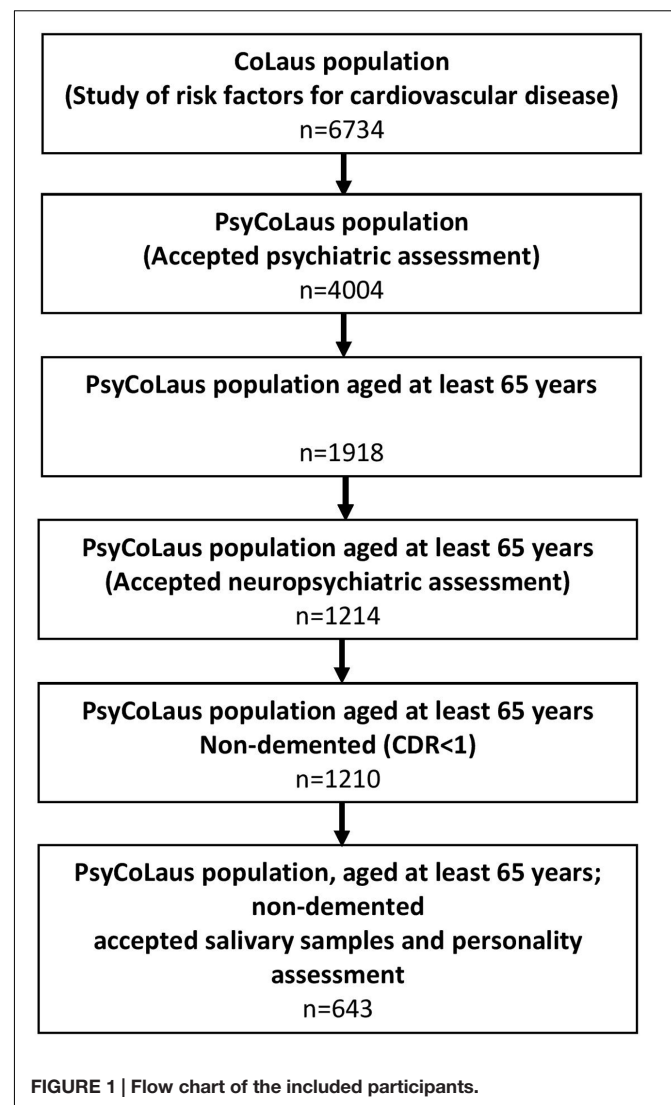 CoLaus population
(Study of risk factors for cardiovascular disease)
n=6734
PsyCoLaus population
(Accepted psychiatric assessment)
n=4004
PsyCoLaus population aged at least 65 years
n=1918
PsyCoLaus population aged at least 65 years
(Accepted neuropsychiatric assessment)
n=1214
PsyCoLaus population aged at least 65 years
Non-demented (CDR<1)
n=1210
PsyCoLaus population, aged at least 65 years;
non-demented
accepted salivary samples and personality
assessment
n=643
FIGURE 1 | Flow chart of the included participants.